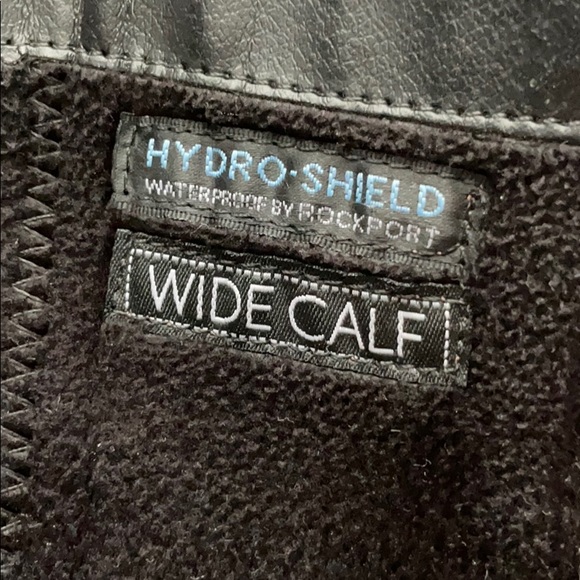 HYDRO·SHIELD
WATERPROOF BY ROCKPORT
WIDE CALF